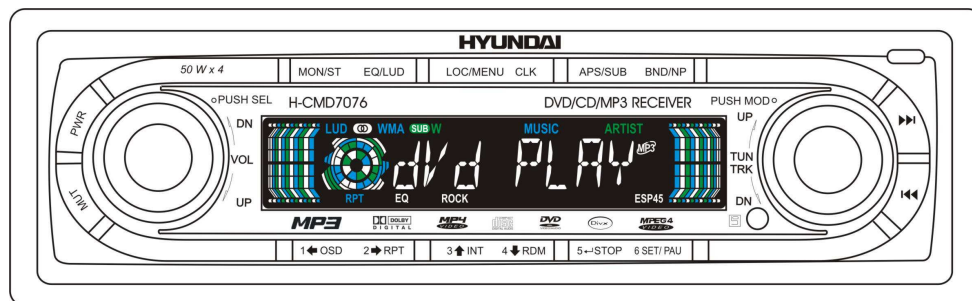 HYUNDAI
50 W x 4
MON/ST EQ/LUD LOC/MENU CLK APS/SUB BND/NP
PUSH SEL H-CMD7076 DVD/CD/MP3 RECEIVER PUSH MOD
PWR
DN
VOL
UP
MUT
UP
TUN
TRK
DN
LUD WMA SUB W MUSIC ARTIST
dVd PLAY MP3
RPT EQ ROCK ESP45
MP3 DOLBY DIGITAL MP4 VIDEO DVD DivX MPEG4 VIDEO
1 OSD 2 RPT 3 INT 4 RDM 5 STOP 6 SET/ PAU